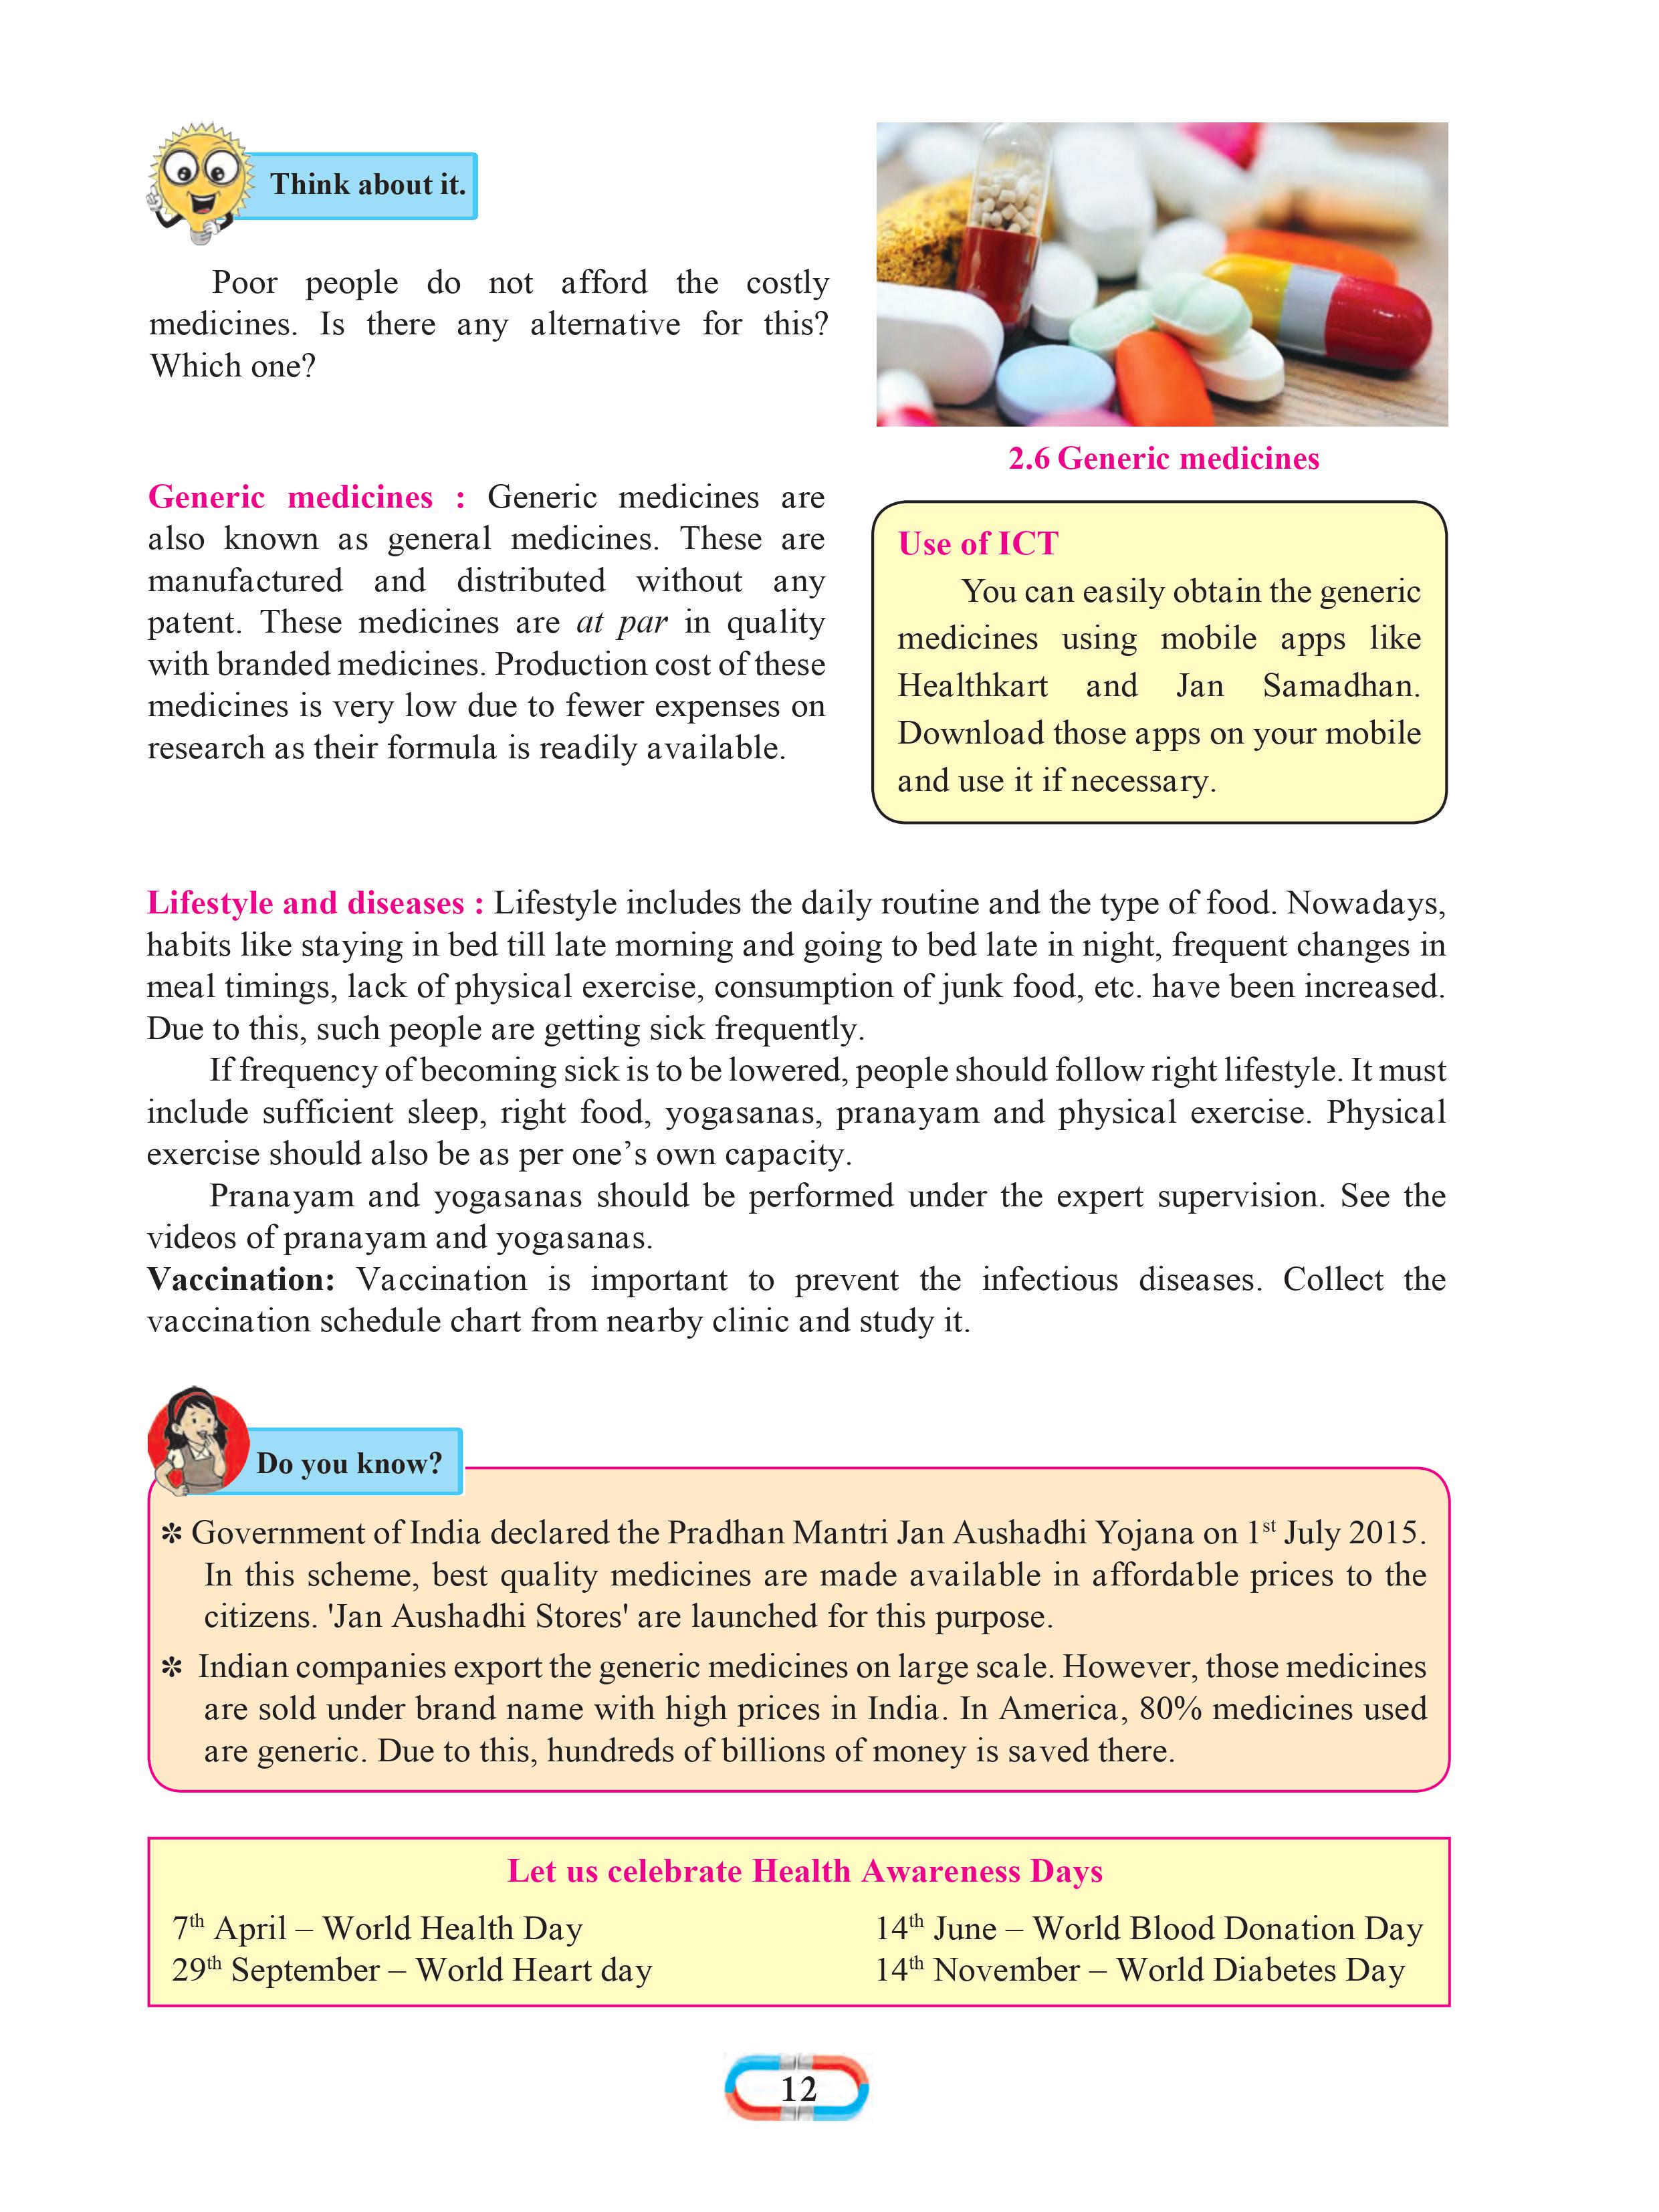 Think about it.
Poor people do not afford the costly
medicines. Is there any alternative for this?
Which one?
2.6 Generic medicines
Generic medicines : Generic medicines are
also known as general medicines. These are
manufactured and distributed without any
patent. These medicines are at par in quality
with branded medicines. Production cost of these
medicines is very low due to fewer expenses on
research as their formula is readily available.
Use of ICT
You can easily obtain the generic
medicines using mobile apps like
Healthkart and Jan Samadhan.
Download those apps on your mobile
and use it if necessary.
Lifestyle and diseases : Lifestyle includes the daily routine and the type of food. Nowadays,
habits like staying in bed till late morning and going to bed late in night, frequent changes in
meal timings, lack of physical exercise, consumption of junk food, etc. have been increased.
Due to this, such people are getting sick frequently.
If frequency of becoming sick is to be lowered, people should follow right lifestyle. It must
include sufficient sleep, right food, yogasanas, pranayam and physical exercise. Physical
exercise should also be as per one’s own capacity.
Pranayam and yogasanas should be performed under the expert supervision. See the
videos of pranayam and yogasanas.
Vaccination: Vaccination is important to prevent the infectious diseases. Collect the
vaccination schedule chart from nearby clinic and study it.
Do you know?
✻ Government of India declared the Pradhan Mantri Jan Aushadhi Yojana on 1st July 2015.
In this scheme, best quality medicines are made available in affordable prices to the
citizens. 'Jan Aushadhi Stores' are launched for this purpose.
✻ Indian companies export the generic medicines on large scale. However, those medicines
are sold under brand name with high prices in India. In America, 80% medicines used
are generic. Due to this, hundreds of billions of money is saved there.
Let us celebrate Health Awareness Days
7th April – World Health Day
14th June – World Blood Donation Day
29th September – World Heart day
14th November – World Diabetes Day
12